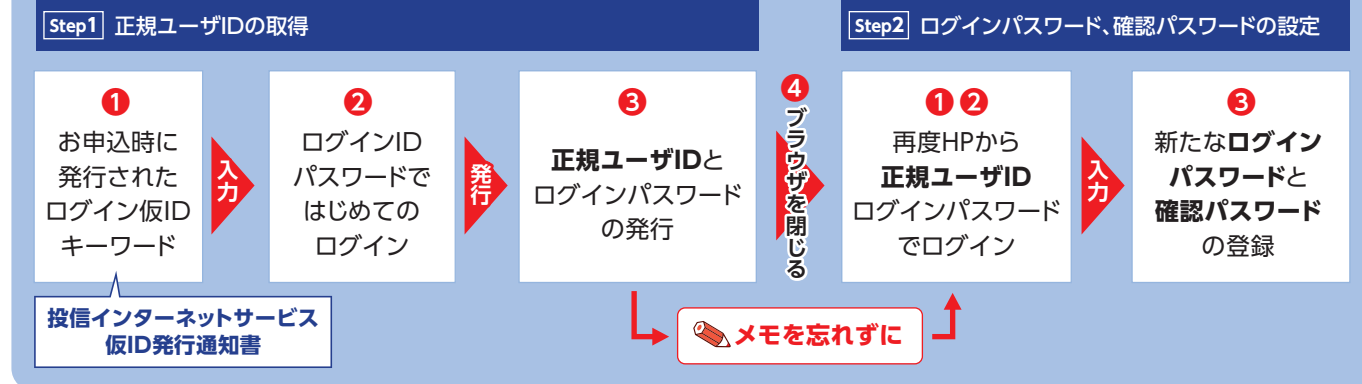 Step1 正規ユーザIDの取得
❶
お申込時に
発行された
ログイン仮ID
キーワード
投信インターネットサービス
仮ID発行通知書
入力
❷
ログインID
パスワードで
はじめての
ログイン
発行
❸
正規ユーザIDと
ログインパスワード
の発行
❹ブラウザを閉じる
メモを忘れずに
Step2 ログインパスワード、確認パスワードの設定
❶❷
再度HPから
正規ユーザID
ログインパスワード
でログイン
入力
❸
新たなログイン
パスワードと
確認パスワード
の登録